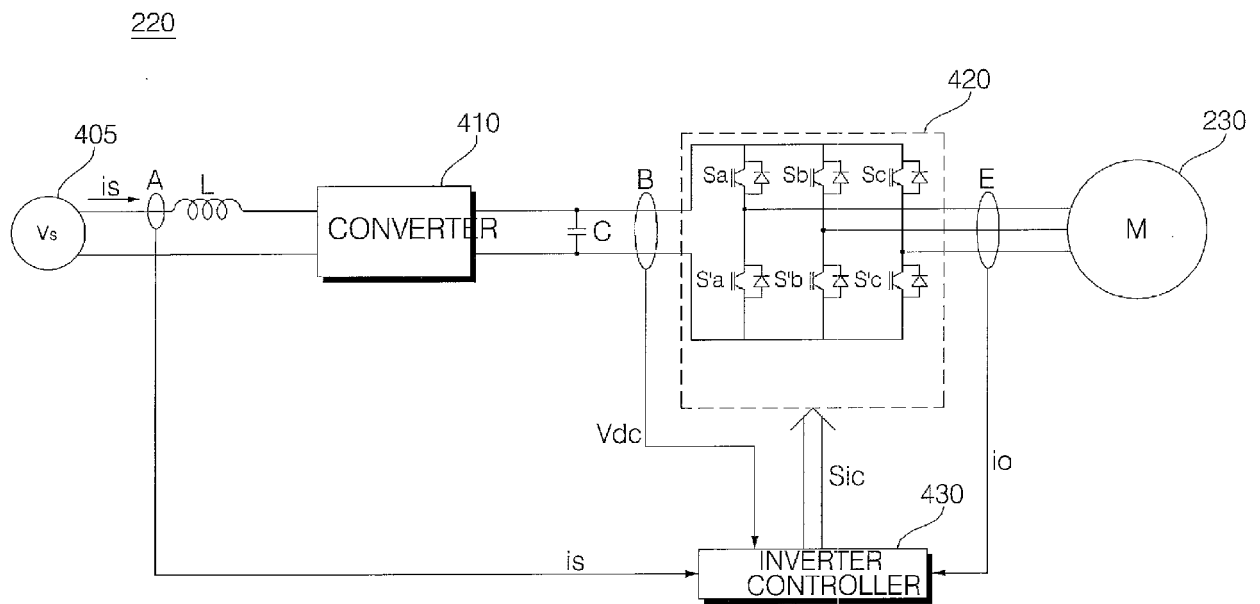 220
405
is
A
L
410
420
230
Vs
CONVERTER
C
B
Sa
Sb
Sc
E
M
S'a
S'b
S'c
Vdc
Sic
io
430
is
INVERTER
CONTROLLER